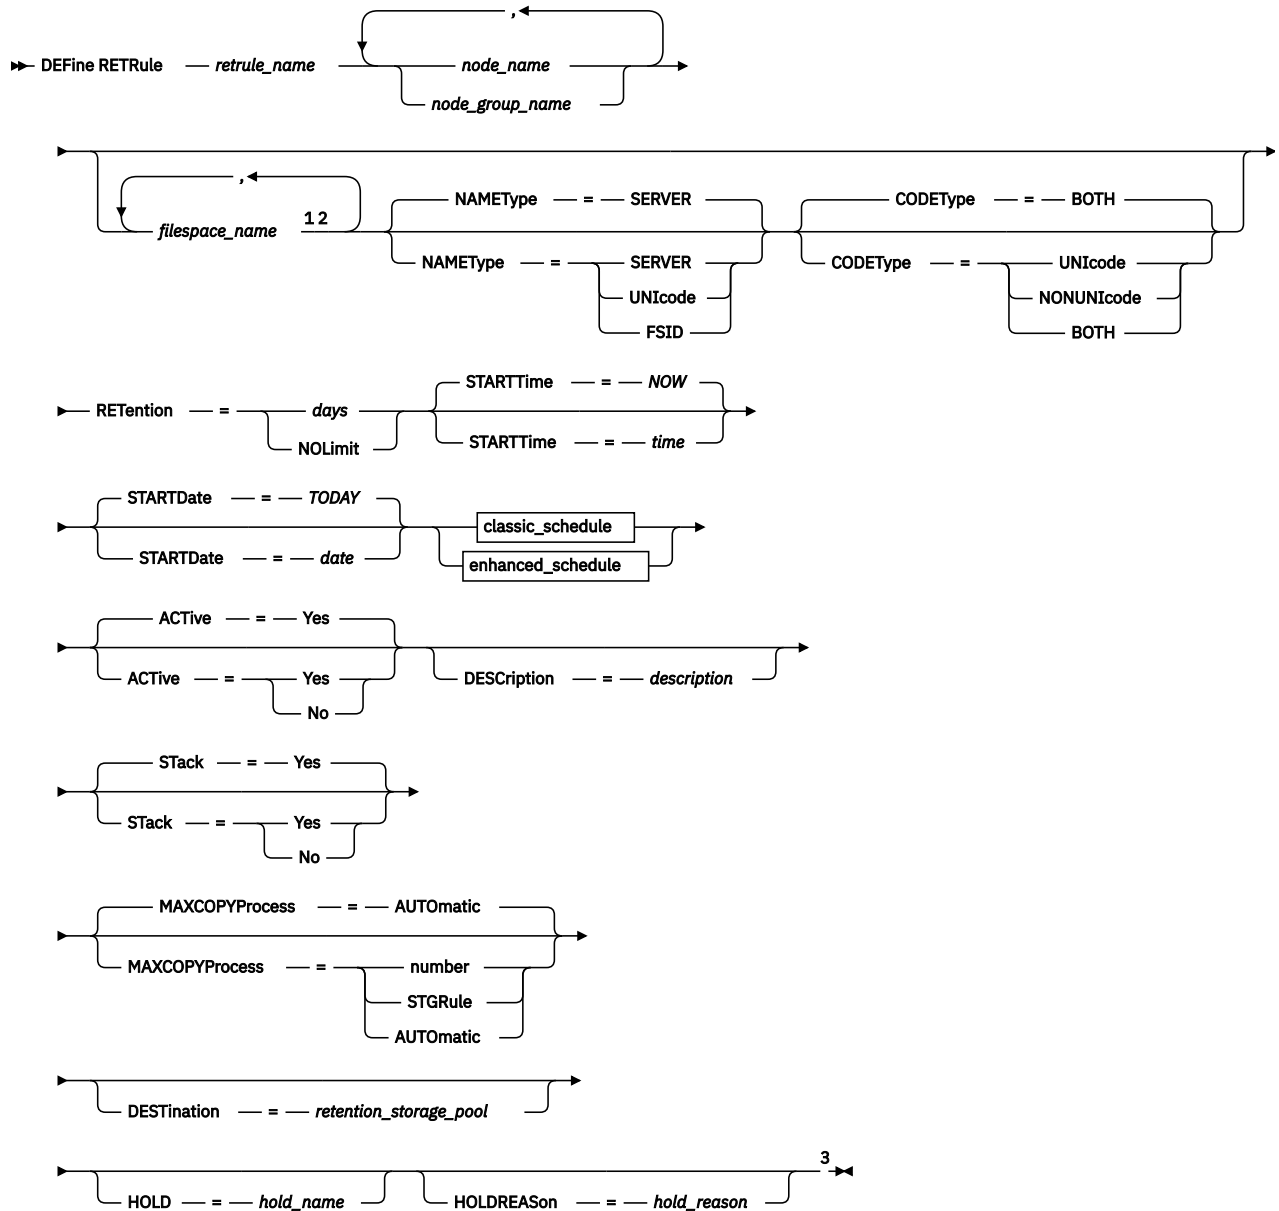 ,
DEFine RETRule — retrule_name — node_name
node_group_name
,
filespace_name 1 2
NAMEType — = — SERVER
CODEType — = — BOTH
NAMEType — = — SERVER
CODEType — = — UNIcode
UNIcode
NONUNIcode
FSID
BOTH
STARTTime — = — NOW
RETention — = — days
NOLimit
STARTTime — = — time
STARTDate — = — TODAY
classic_schedule
STARTDate — = — date
enhanced_schedule
ACTive — = — Yes
ACTive — = — Yes
DESCription — = — description
No
STack — = — Yes
STack — = — Yes
No
MAXCOPYProcess — = — AUTOmatic
MAXCOPYProcess — = — number
STGRule
AUTOmatic
DESTination — = — retention_storage_pool
3
HOLD — = — hold_name
HOLDREASon — = — hold_reason